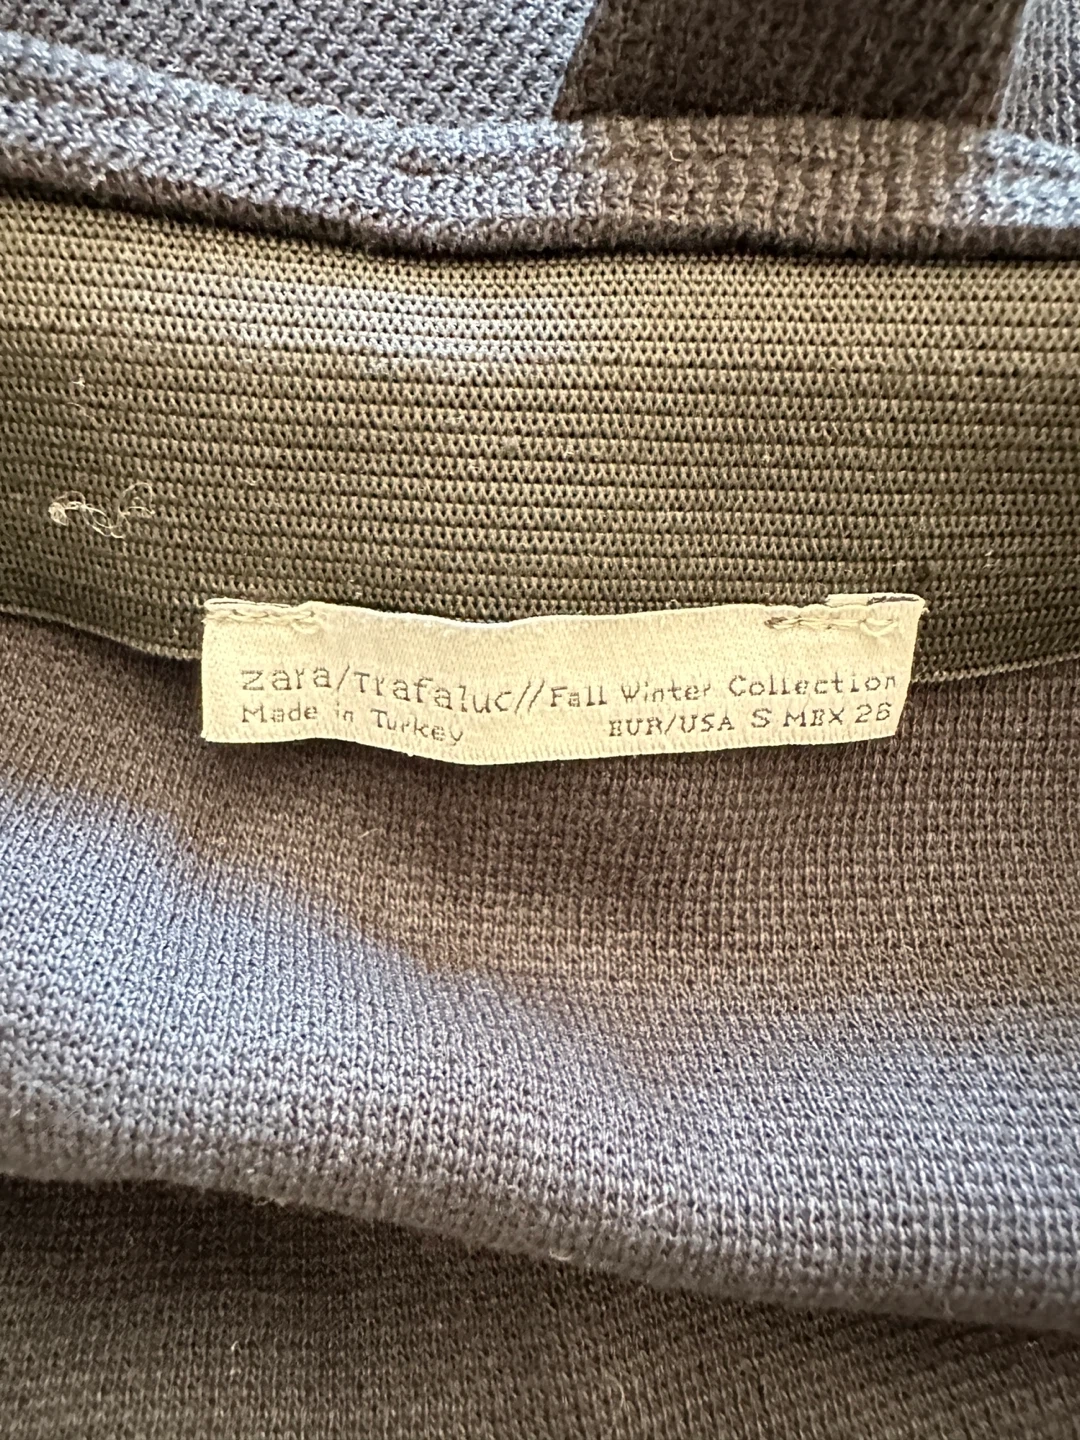 zara/Trafaluc//Fall Winter Collection
Made in Turkey EUR/USA S MEX 26